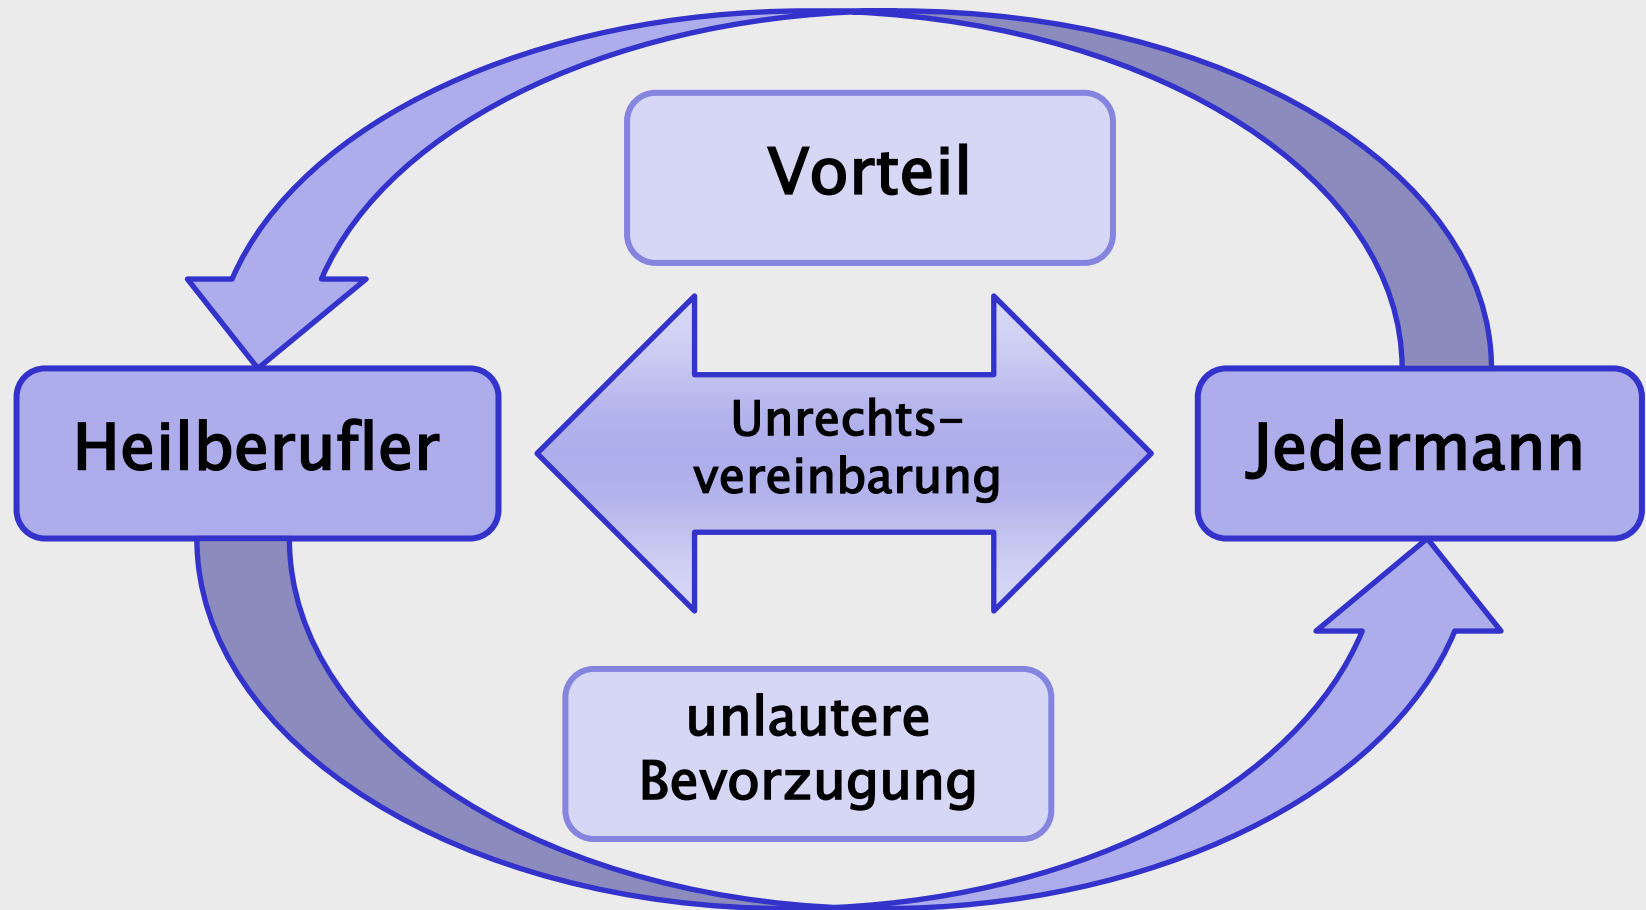 Vorteil
Heilberufler
Unrechts-
vereinbarung
Jedermann
unlautere
Bevorzugung